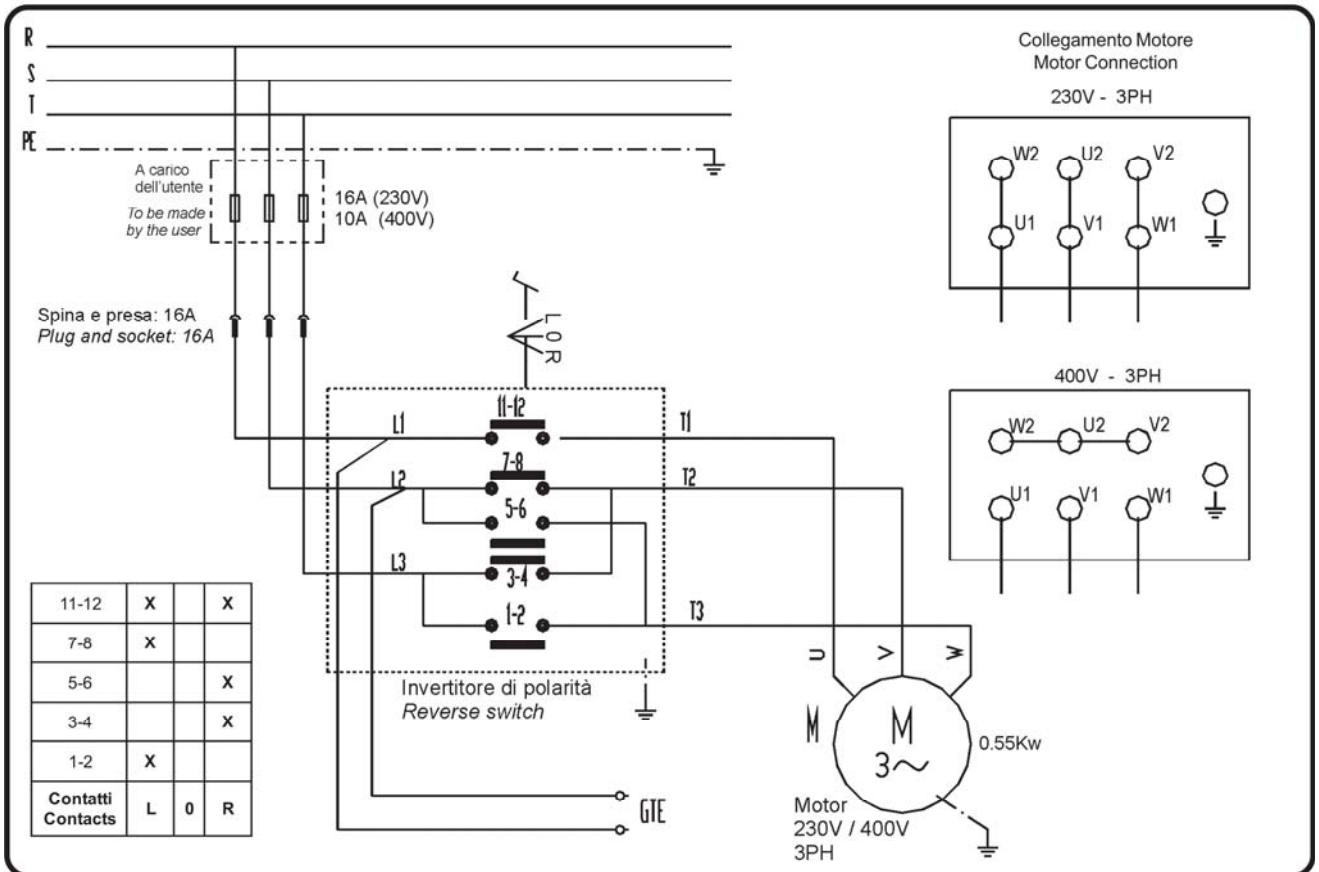 R
S
T
PE
A carico
dell'utente
To be made
by the user
16A (230V)
10A (400V)
Spina e presa: 16A
Plug and socket: 16A
L 0 R
L1
L2
L3
11-12
7-8
5-6
3-4
1-2
T1
T2
T3
Invertitore di polarità
Reverse switch
GTE
U V W
M
M
3~
0.55Kw
Motor
230V / 400V
3PH
11-12 X X
7-8 X
5-6 X
3-4 X
1-2 X
Contatti
Contacts
L 0 R
Collegamento Motore
Motor Connection
230V - 3PH
W2 U2 V2
U1 V1 W1
400V - 3PH
W2 U2 V2
U1 V1 W1